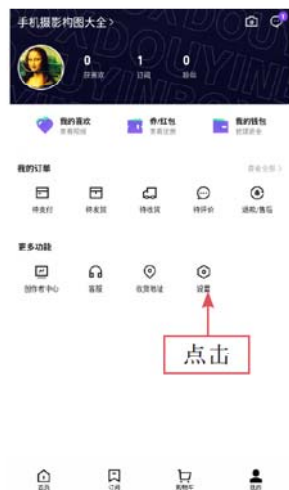 手机摄影构图大全>
0 1 0
获喜欢 订阅 粉丝
我的喜欢 券/红包 我的钱包
我的订单 查看全部>
待支付 待发货 待收货 待评价 退款/售后
更多功能
创作者中心 客服 收货地址 设置
点击
首页 订阅 购物车 我的